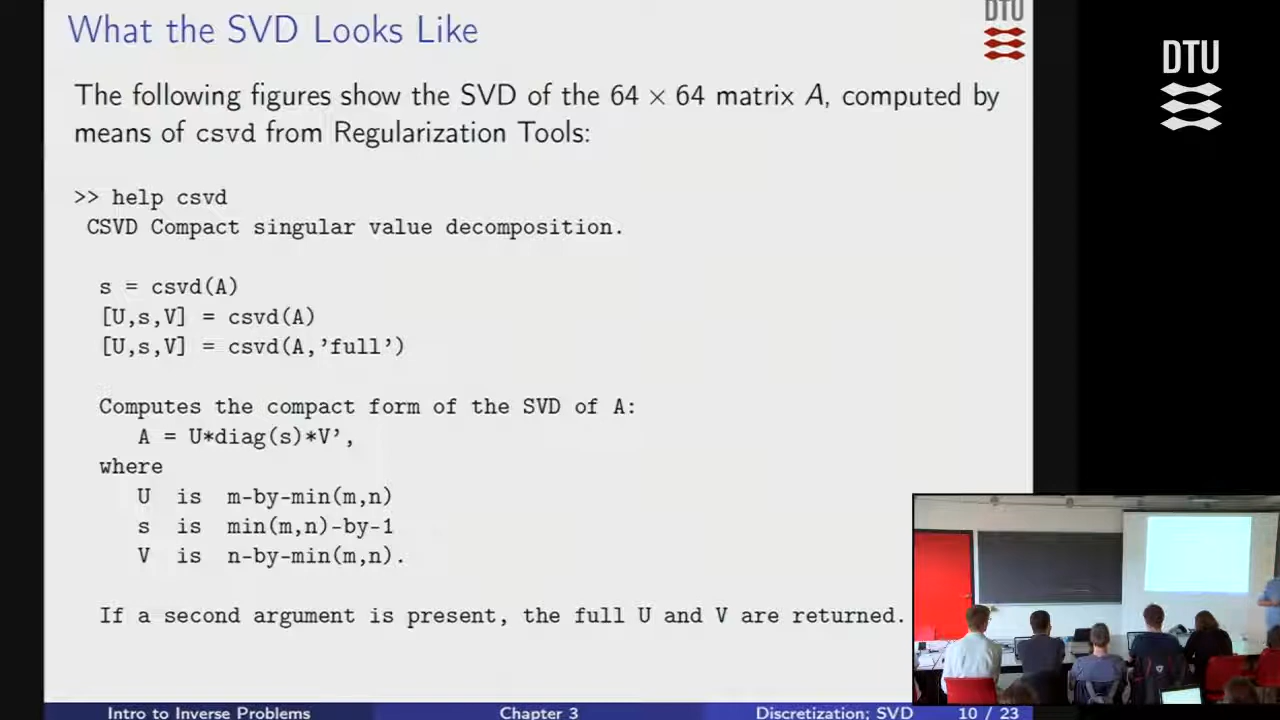 What the SVD Looks Like
DTU
DTU
The following figures show the SVD of the 64 × 64 matrix A, computed by
means of csvd from Regularization Tools:
>> help csvd
CSVD Compact singular value decomposition.
s = csvd(A)
[U,s,V] = csvd(A)
[U,s,V] = csvd(A,’full’)
Computes the compact form of the SVD of A:
A = U*diag(s)*V’,
where
U is m-by-min(m,n)
s is min(m,n)-by-1
V is n-by-min(m,n).
If a second argument is present, the full U and V are returned.
Intro to Inverse Problems
Chapter 3
Discretization; SVD
10 / 23